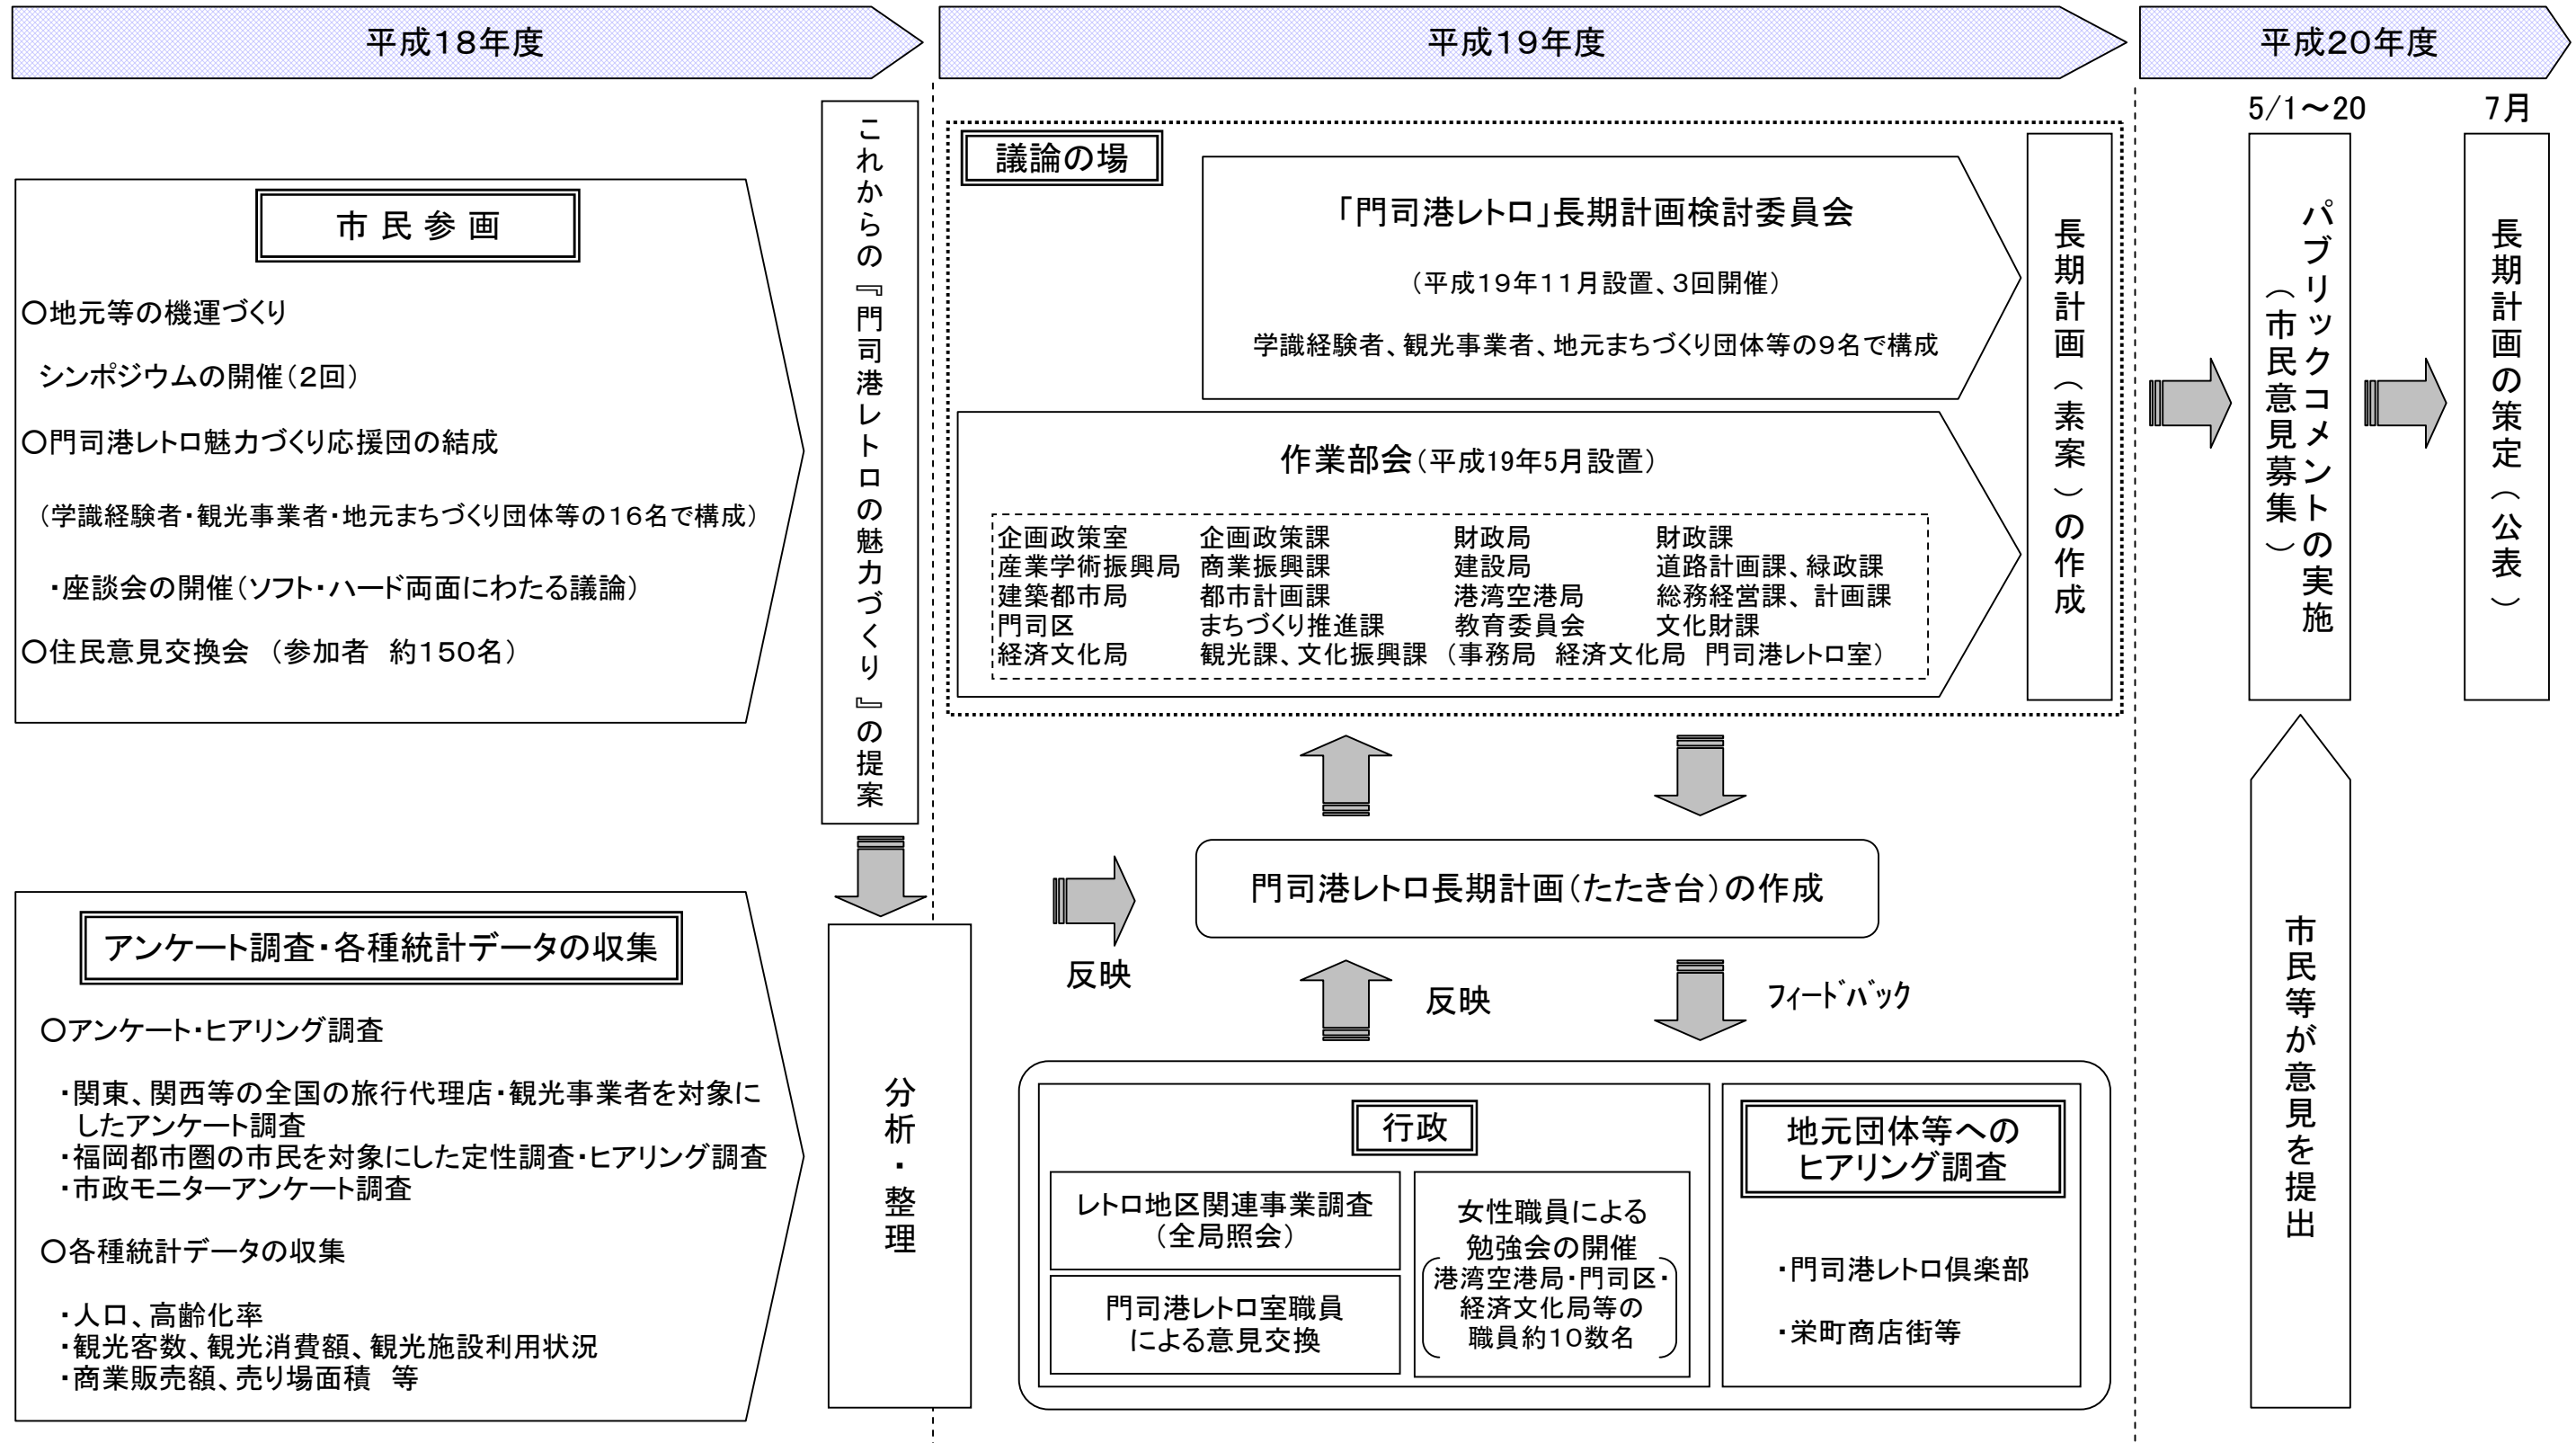 平成18年度
平成19年度
平成20年度
市民参画
○地元等の機運づくり
シンポジウムの開催(2回)
○門司港レトロ魅力づくり応援団の結成
(学識経験者・観光事業者・地元まちづくり団体等の16名で構成)
・座談会の開催(ソフト・ハード両面にわたる議論)
○住民意見交換会 (参加者 約150名)
アンケート調査・各種統計データの収集
○アンケート・ヒアリング調査
・関東、関西等の全国の旅行代理店・観光事業者を対象に
したアンケート調査
・福岡都市圏の市民を対象にした定性調査・ヒアリング調査
・市政モニターアンケート調査
○各種統計データの収集
・人口、高齢化率
・観光客数、観光消費額、観光施設利用状況
・商業販売額、売り場面積 等
これからの『門司港レトロの魅力づくり』の提案
分析・整理
議論の場
「門司港レトロ」長期計画検討委員会
(平成19年11月設置、3回開催)
学識経験者、観光事業者、地元まちづくり団体等の9名で構成
作業部会(平成19年5月設置)
企画政策室 企画政策課 財政局 財政課
産業学術振興局 商業振興課 建設局 道路計画課、緑政課
建築都市局 都市計画課 港湾空港局 総務経営課、計画課
門司区 まちづくり推進課 教育委員会 文化財課
経済文化局 観光課、文化振興課 (事務局 経済文化局 門司港レトロ室)
長期計画(素案)の作成
反映
門司港レトロ長期計画(たたき台)の作成
反映
フィードバック
行政
レトロ地区関連事業調査
(全局照会)
門司港レトロ室職員
による意見交換
女性職員による
勉強会の開催
港湾空港局・門司区・
経済文化局等の
職員約10数名
地元団体等への
ヒアリング調査
・門司港レトロ倶楽部
・栄町商店街等
5/1～20
パブリックコメントの実施
(市民意見募集)
市民等が意見を提出
7月
長期計画の策定(公表)